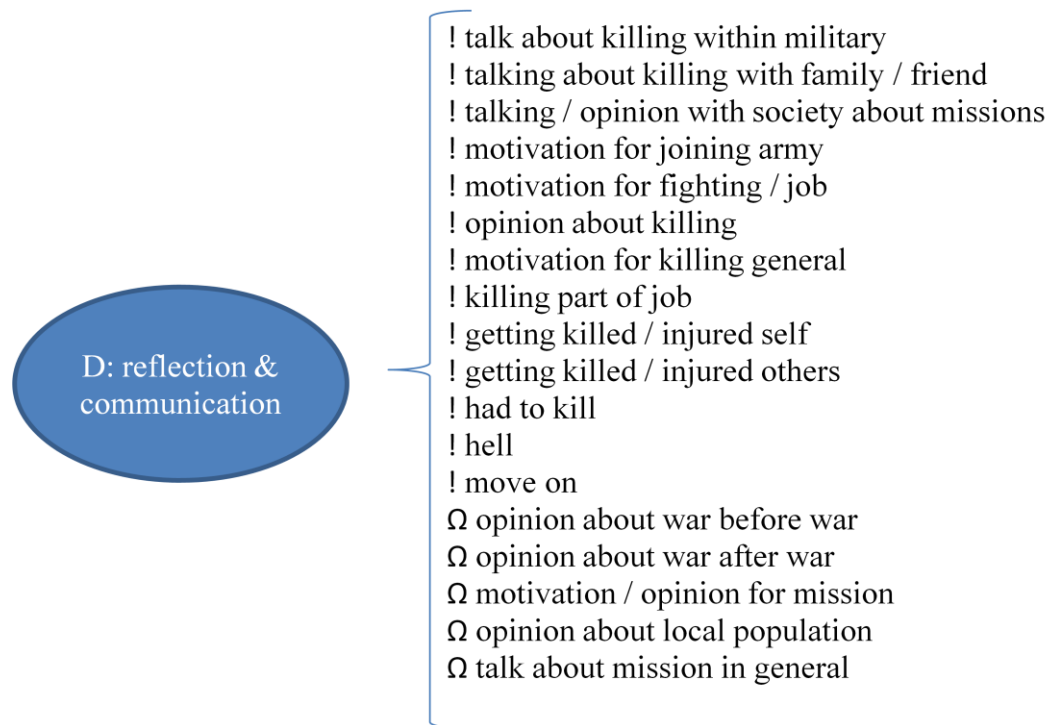 ! talk about killing within military
! talking about killing with family / friend
! talking / opinion with society about missions
! motivation for joining army
! motivation for fighting / job
! opinion about killing
! motivation for killing general
! killing part of job
! getting killed / injured self
! getting killed / injured others
! had to kill
! hell
! move on
Ω opinion about war before war
Ω opinion about war after war
Ω motivation / opinion for mission
Ω opinion about local population
Ω talk about mission in general
D: reflection &
communication